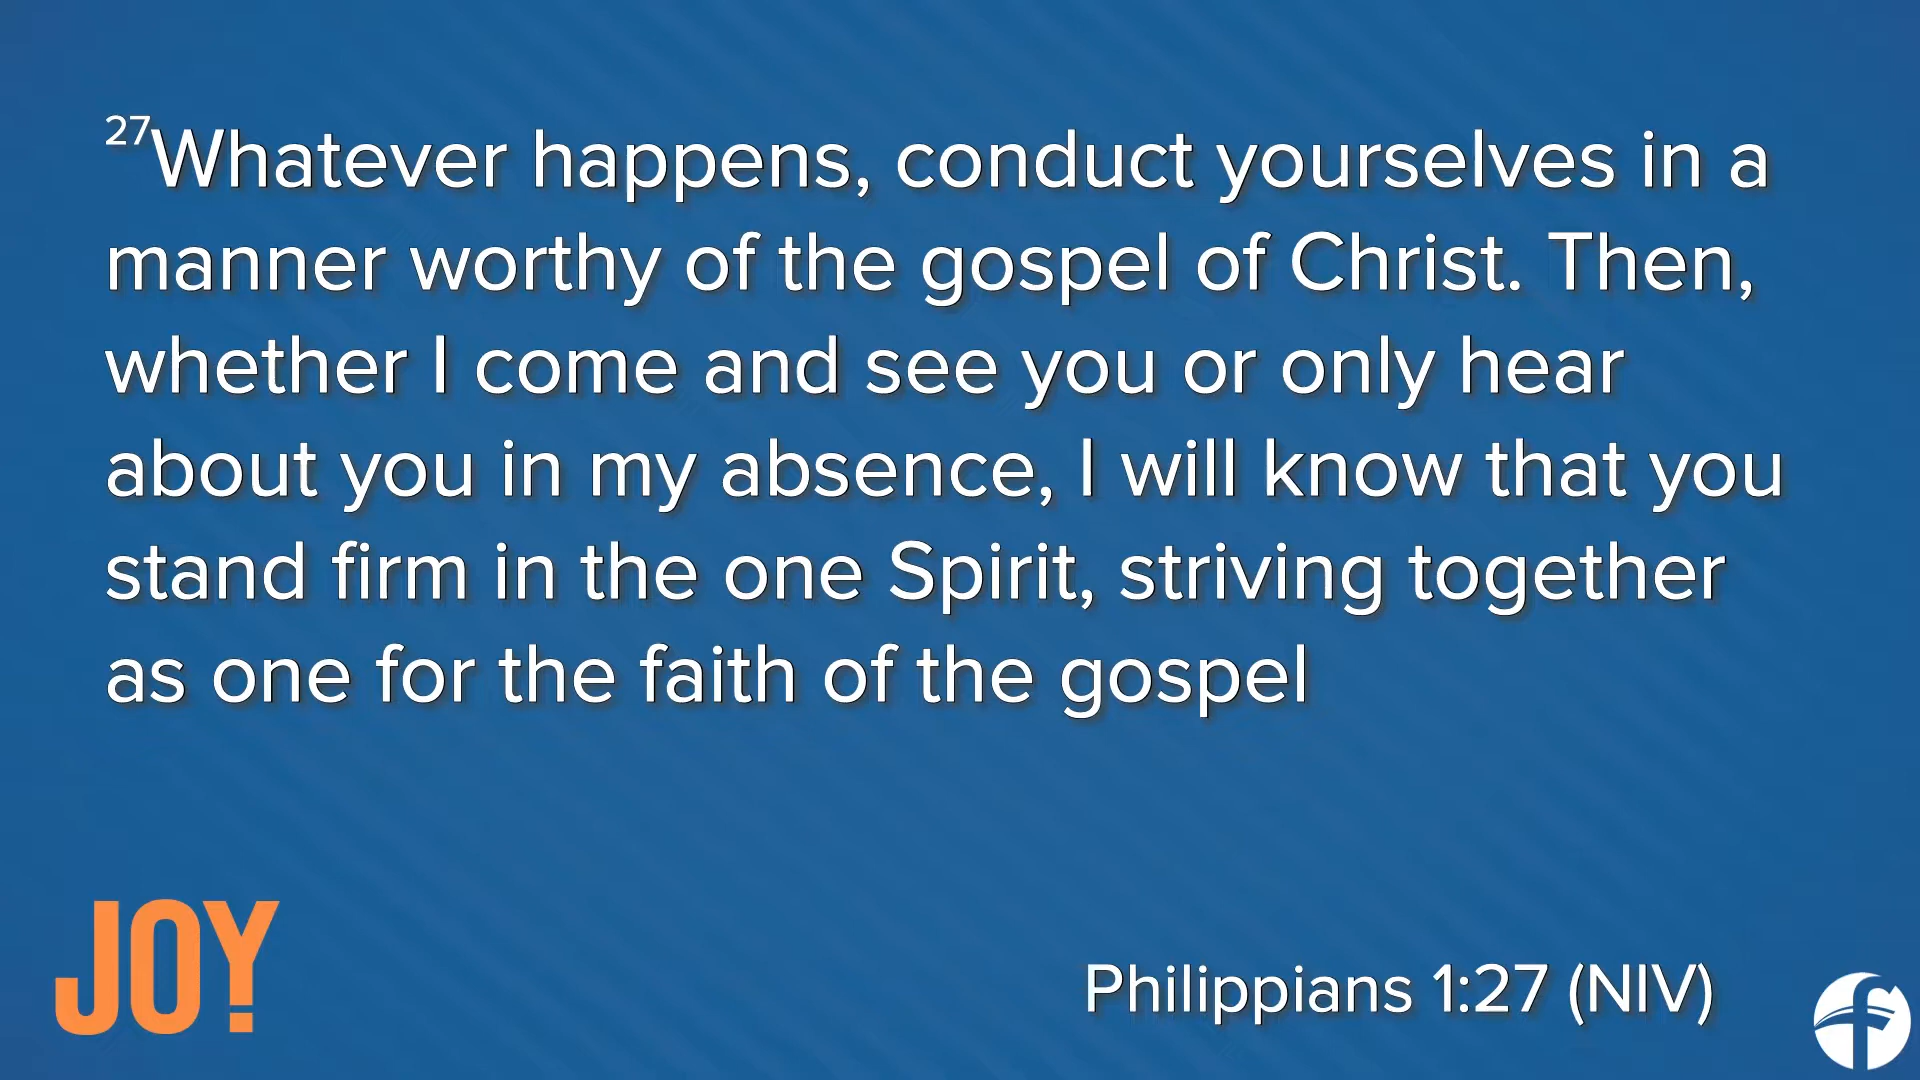 27Whatever happens, conduct yourselves in a
manner worthy of the gospel of Christ. Then,
whether I come and see you or only hear
about you in my absence, I will know that you
stand firm in the one Spirit, striving together
as one for the faith of the gospel
JOY!
Philippians 1:27 (NIV)
f